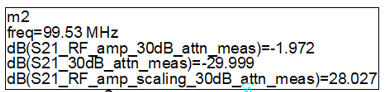 m2
freq=99.53 MHz
dB(S21_RF_amp_30dB_attn_meas)=-1.972
dB(S21_30dB_attn_meas)=-29.999
dB(S21_RF_amp_scaling_30dB_attn_meas)=28.027